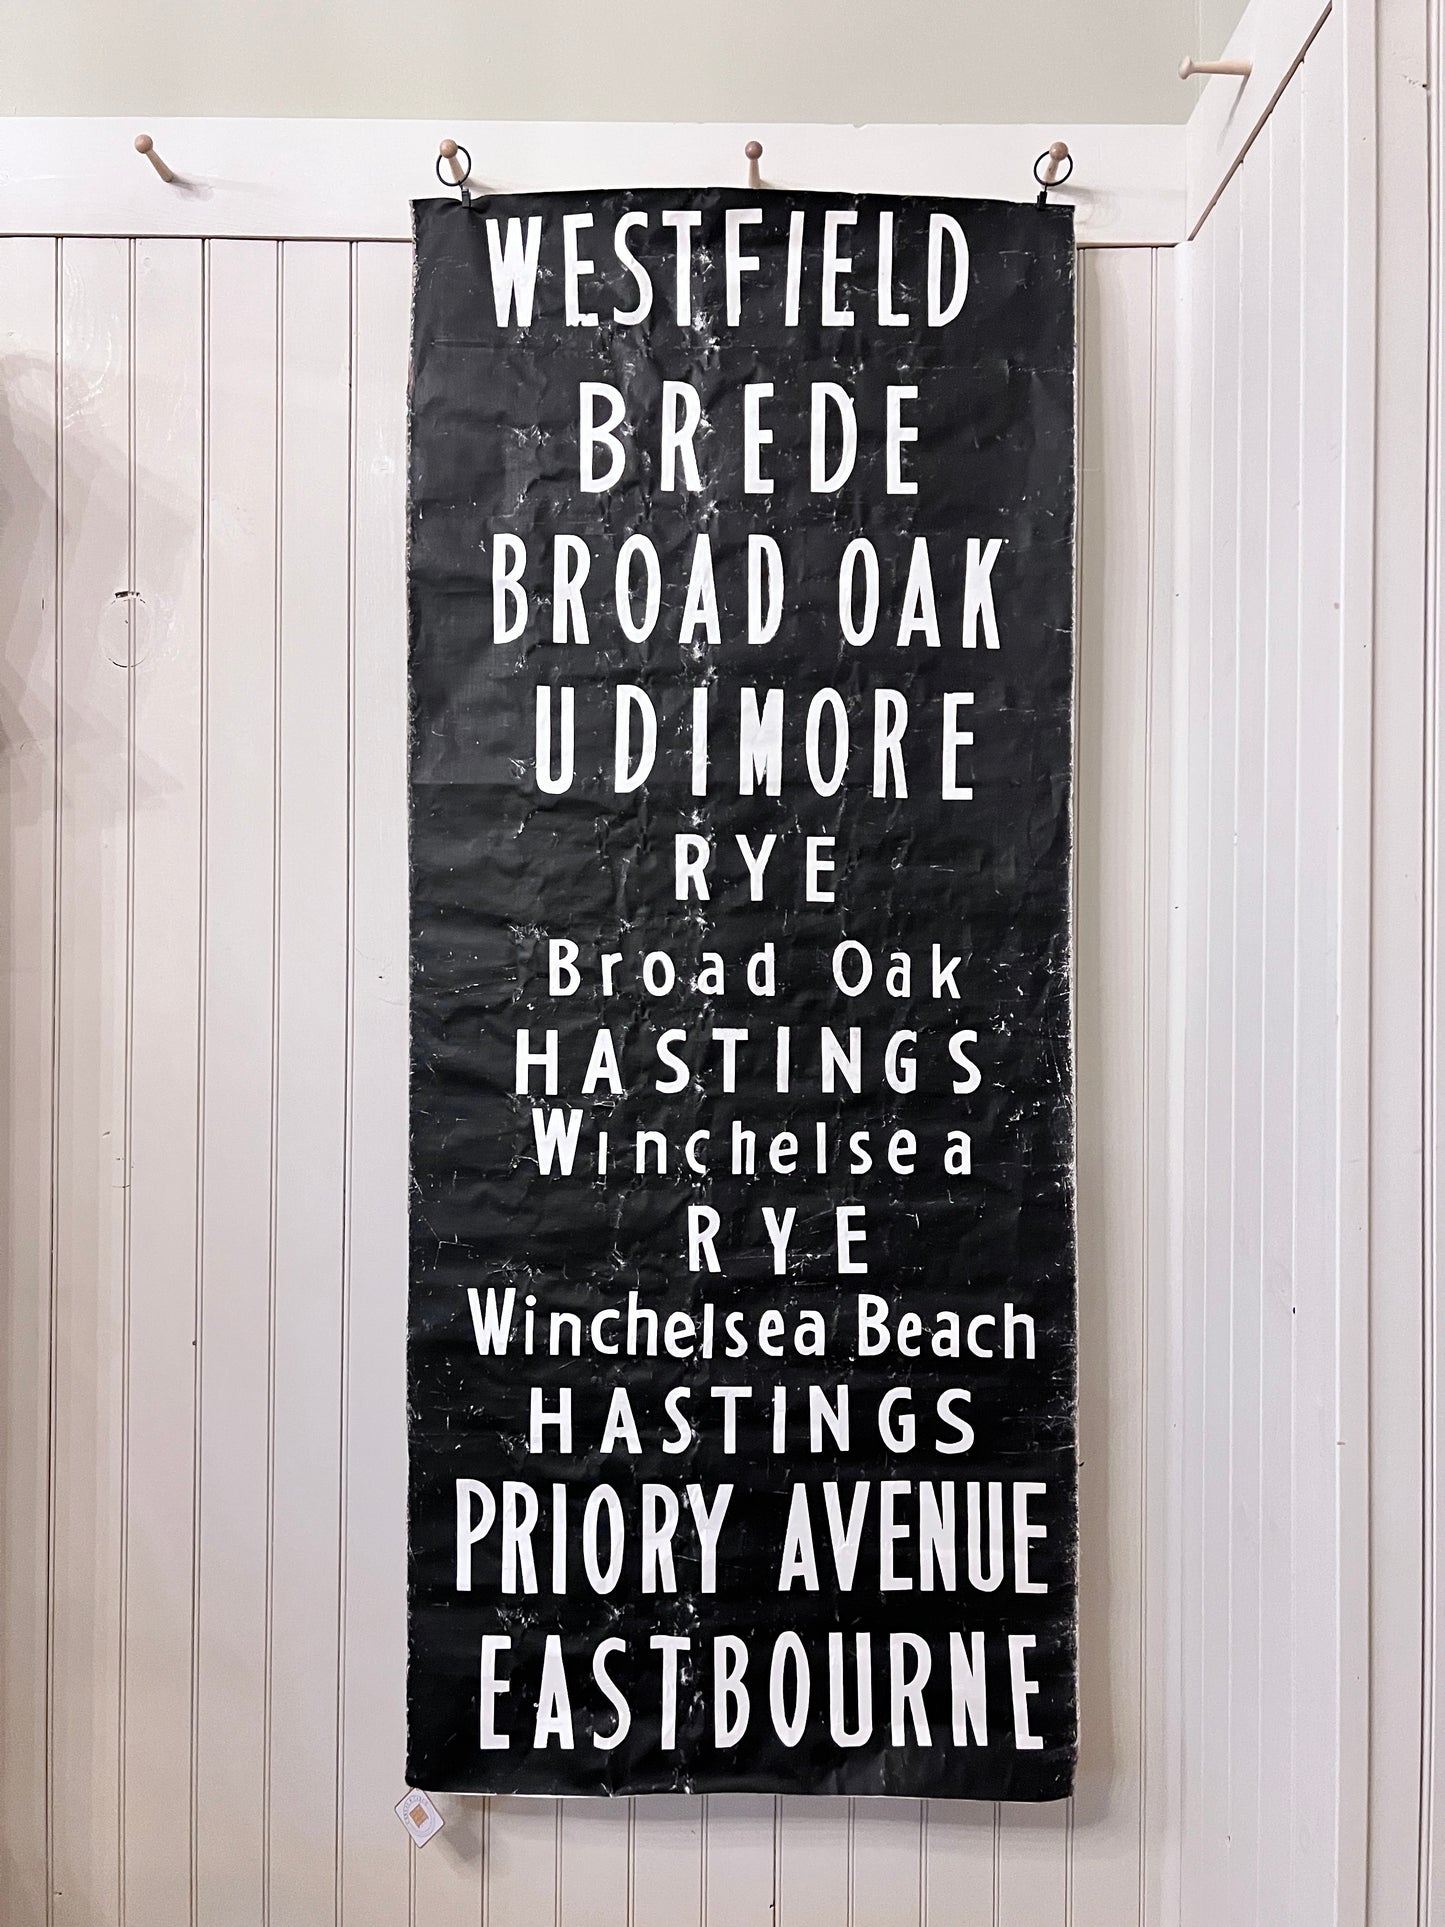 WESTFIELD
BREDE
BROAD OAK
UDIMORE
RYE
Broad Oak
HASTINGS
Winchelsea
RYE
Winchelsea Beach
HASTINGS
PRIORY AVENUE
EASTBOURNE